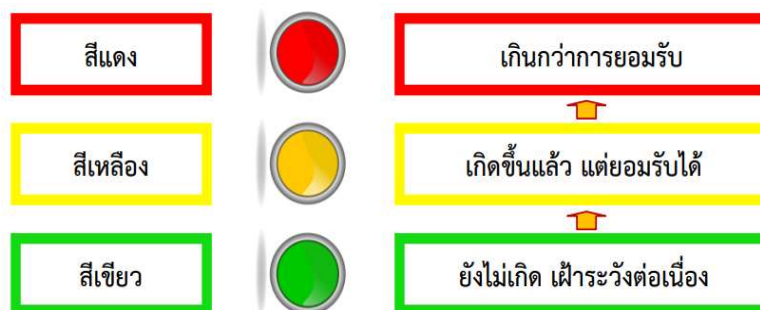 สีแดง
เกินกว่าการยอมรับ
สีเหลือง
เกิดขึ้นแล้ว แต่ยอมรับได้
สีเขียว
ยังไม่เกิด เฝ้าระวังต่อเนื่อง